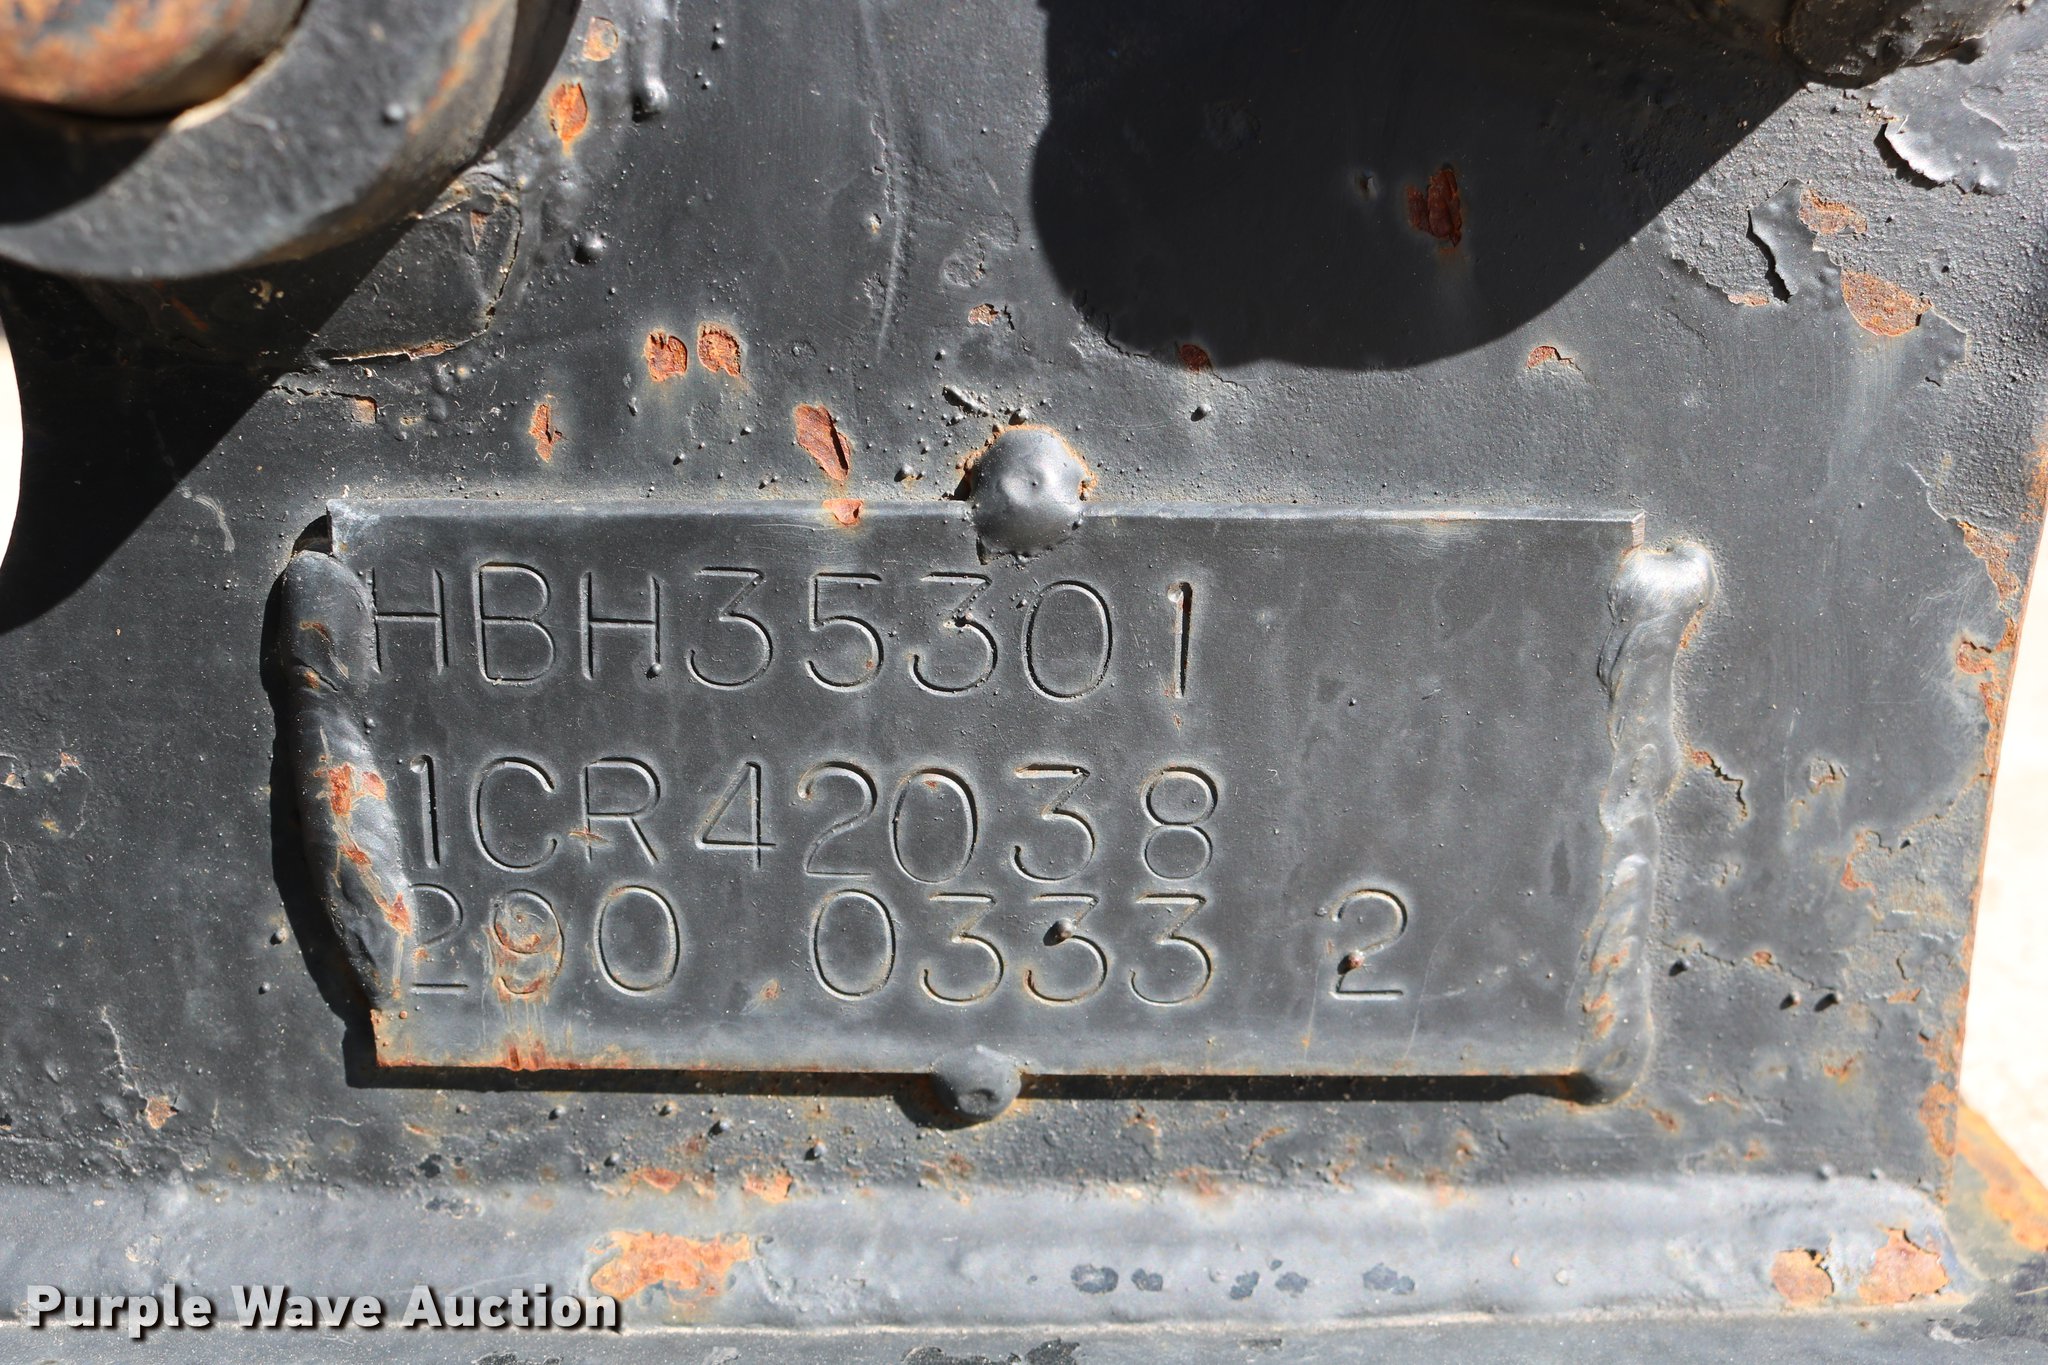 HBH35301
1CR42038
290 0333 2
Purple Wave Auction